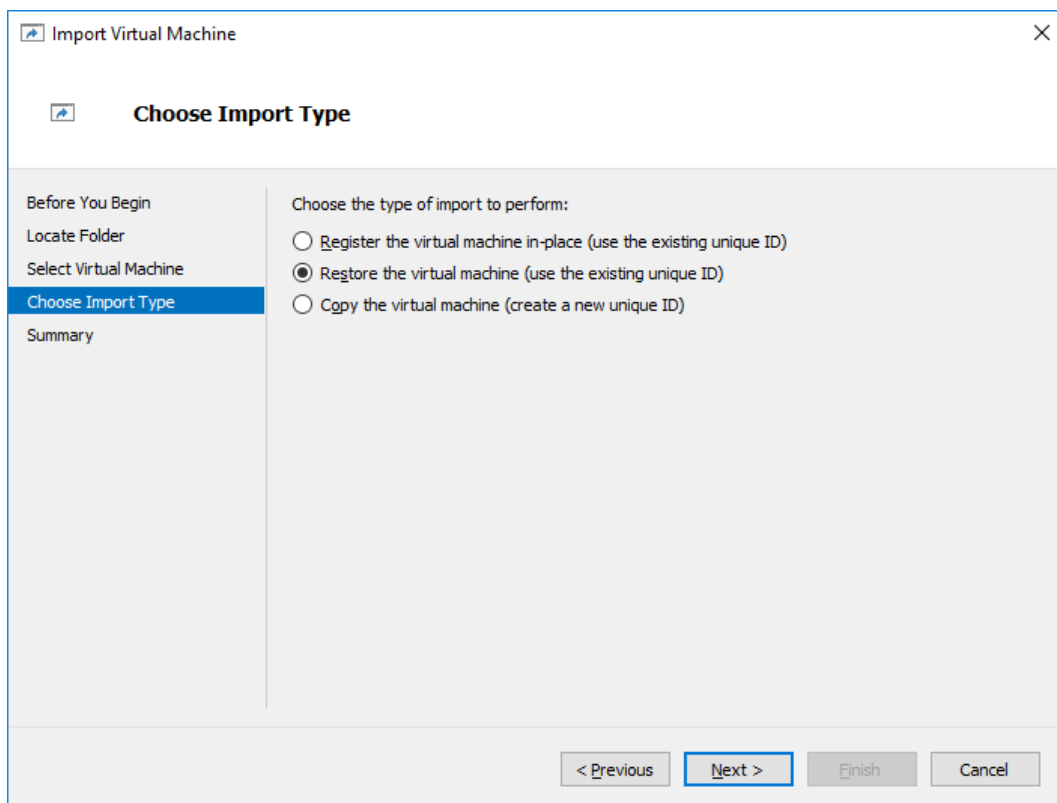 Import Virtual Machine
Choose Import Type
Before You Begin
Locate Folder
Select Virtual Machine
Choose Import Type
Summary
Choose the type of import to perform:
Register the virtual machine in-place (use the existing unique ID)
Restore the virtual machine (use the existing unique ID)
Copy the virtual machine (create a new unique ID)
< Previous
Next >
Finish
Cancel